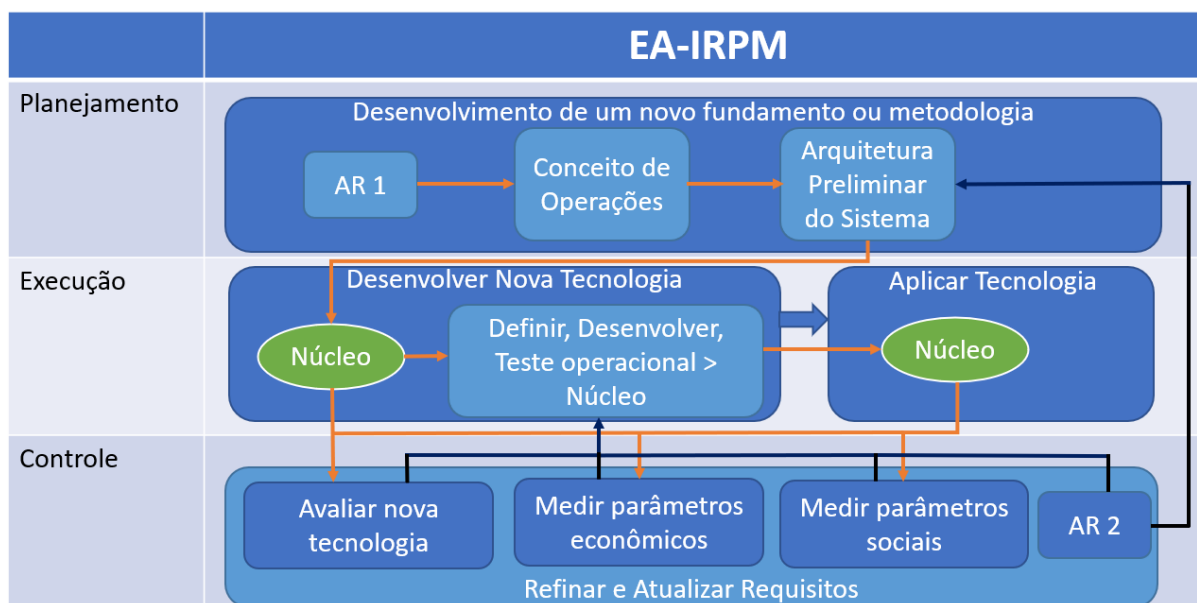 EA-IRPM
Planejamento
Desenvolvimento de um novo fundamento ou metodologia
AR 1
Conceito de
Operações
Arquitetura
Preliminar
do Sistema
Execução
Desenvolver Nova Tecnologia
Núcleo
Definir, Desenvolver,
Teste operacional >
Núcleo
Aplicar Tecnologia
Núcleo
Controle
Avaliar nova
tecnologia
Medir parâmetros
econômicos
Medir parâmetros
sociais
AR 2
Refinar e Atualizar Requisitos